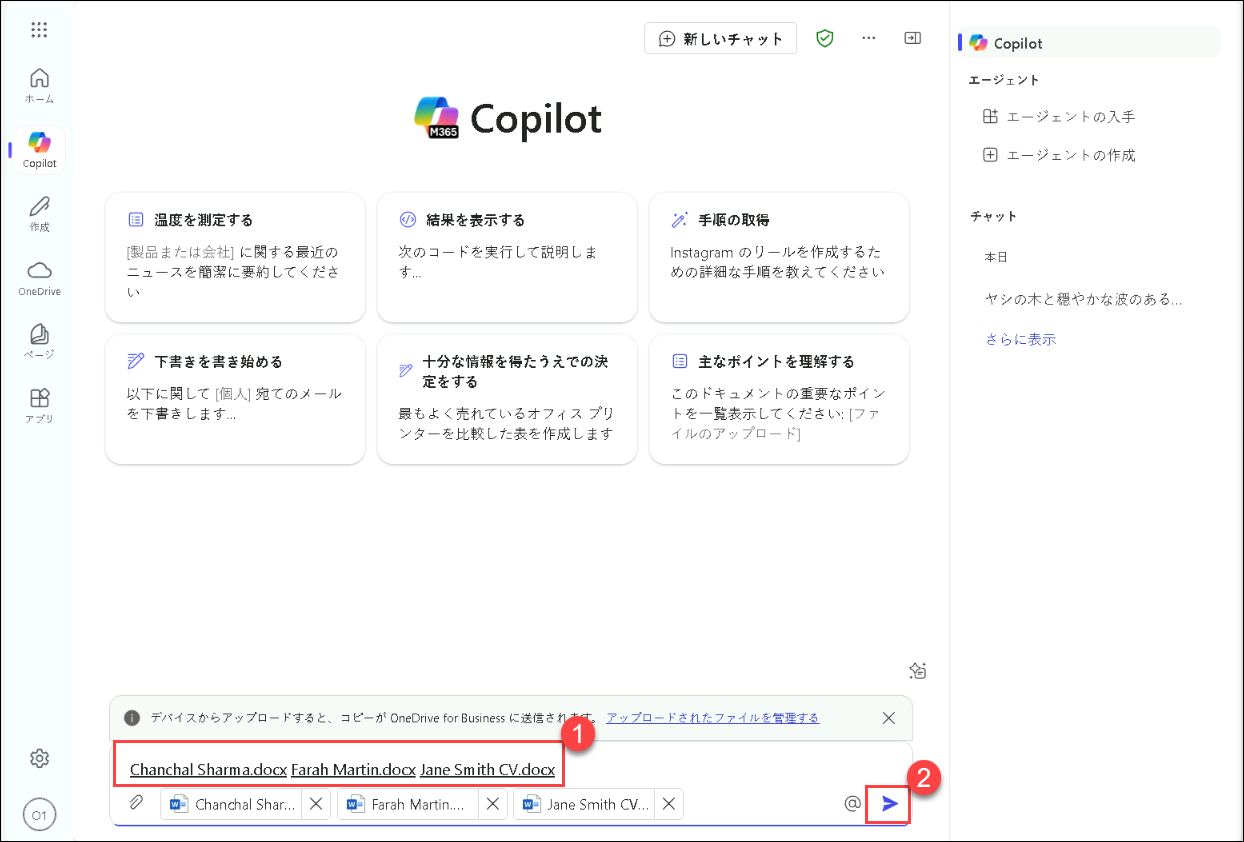 ホーム
Copilot
作成
OneDrive
ページ
アプリ
O1
新しいチャット
M365
Copilot
温度を測定する
[製品または会社] に関する最近の
ニュースを簡潔に要約してくださ
い
結果を表示する
次のコードを実行して説明しま
す...
手順の取得
Instagram のリールを作成するた
めの詳細な手順を教えてください
下書きを書き始める
以下に関して [個人] 宛てのメール
を下書きします...
十分な情報を得たうえでの決
定をする
最もよく売れているオフィス プリ
ンターを比較した表を作成します
主なポイントを理解する
このドキュメントの重要なポイン
トを一覧表示してください: [ファ
イルのアップロード]
デバイスからアップロードすると、コピーが OneDrive for Business に送信されます。 アップロードされたファイルを管理する
1
Chanchal Sharma.docx Farah Martin.docx Jane Smith CV.docx
Chanchal Shar... Farah Martin.... Jane Smith CV...
@
2
Copilot
エージェント
エージェントの入手
エージェントの作成
チャット
本日
ヤシの木と穏やかな波のある...
さらに表示